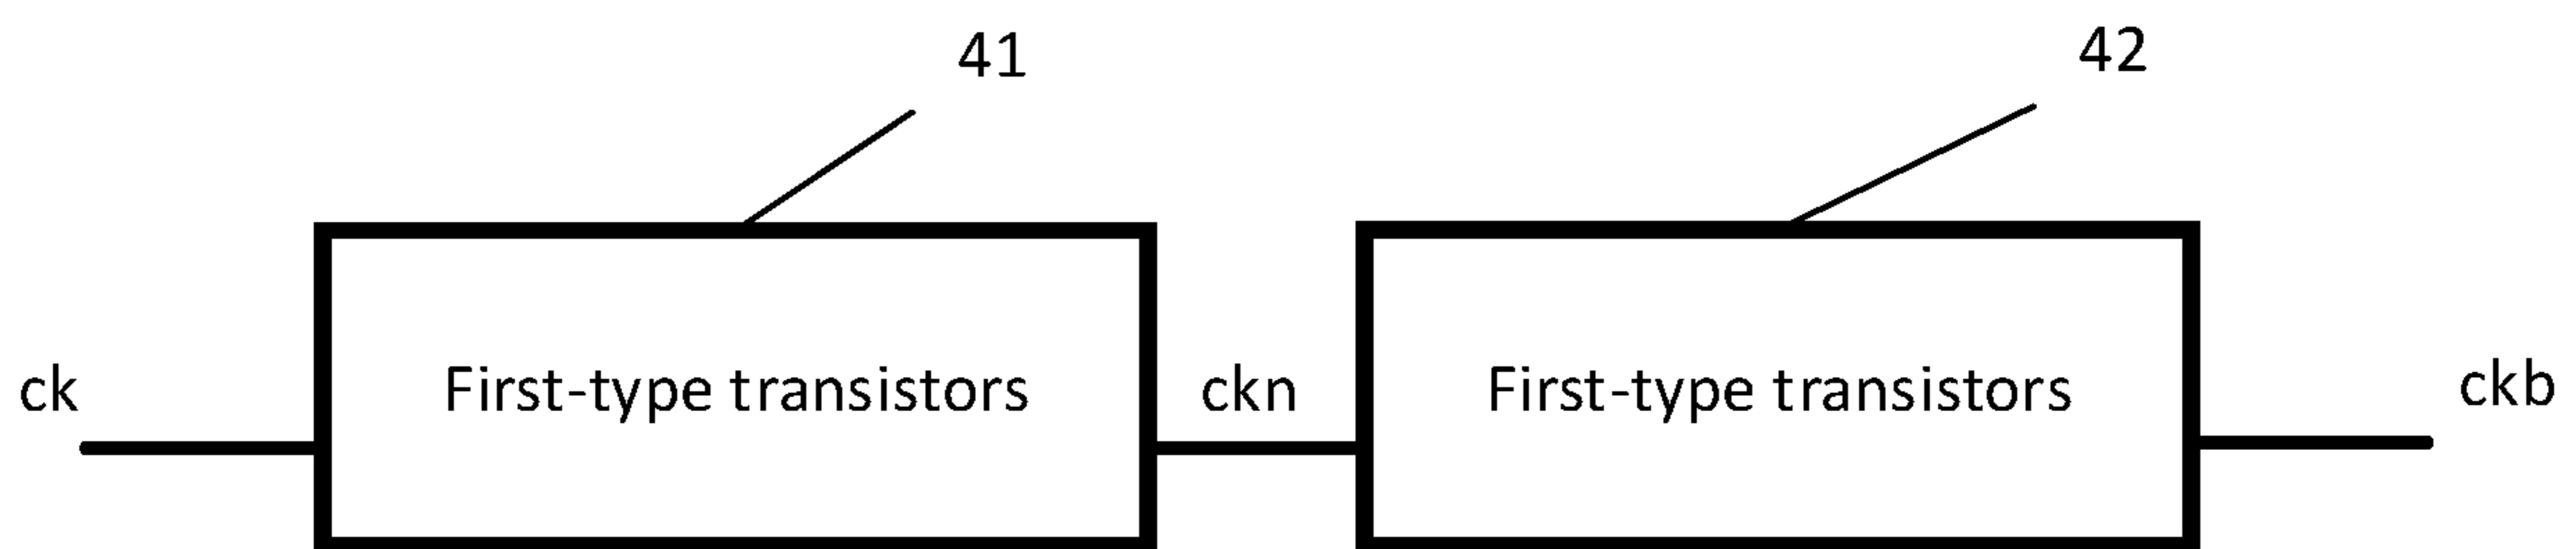 41
42
ck
First-type transistors
ckn
First-type transistors
ckb